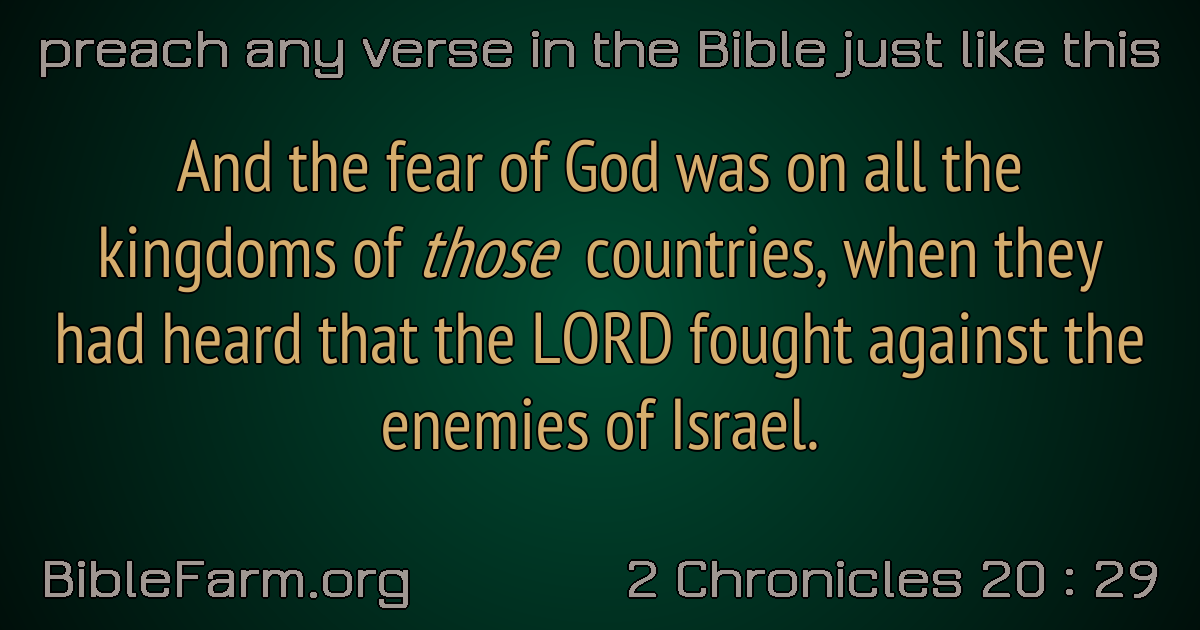 preach any verse in the Bible just like this
And the fear of God was on all the
kingdoms of those countries, when they
had heard that the LORD fought against the
enemies of Israel.
BibleFarm.org
2 Chronicles 20 : 29